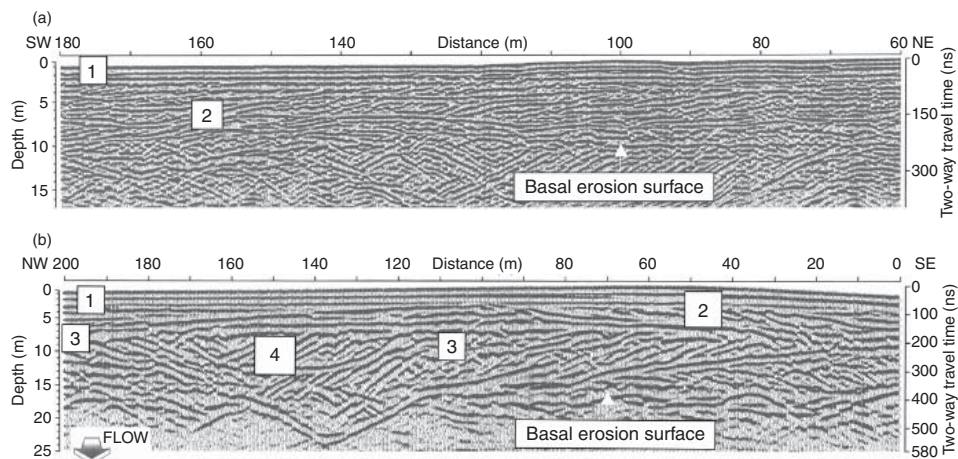 (a)
SW Distance (m) NE
180 160 140 100 80 60
0
5
10
15
Depth (m)
0
150
300
Two-way travel time (ns)
1
2
Basal erosion surface
(b)
NW Distance (m) SE
200 180 160 140 120 80 60 40 20 0
0
5
10
15
20
25
Depth (m)
0
100
200
300
400
500
580
Two-way travel time (ns)
1
2
3
3
4
Basal erosion surface
FLOW